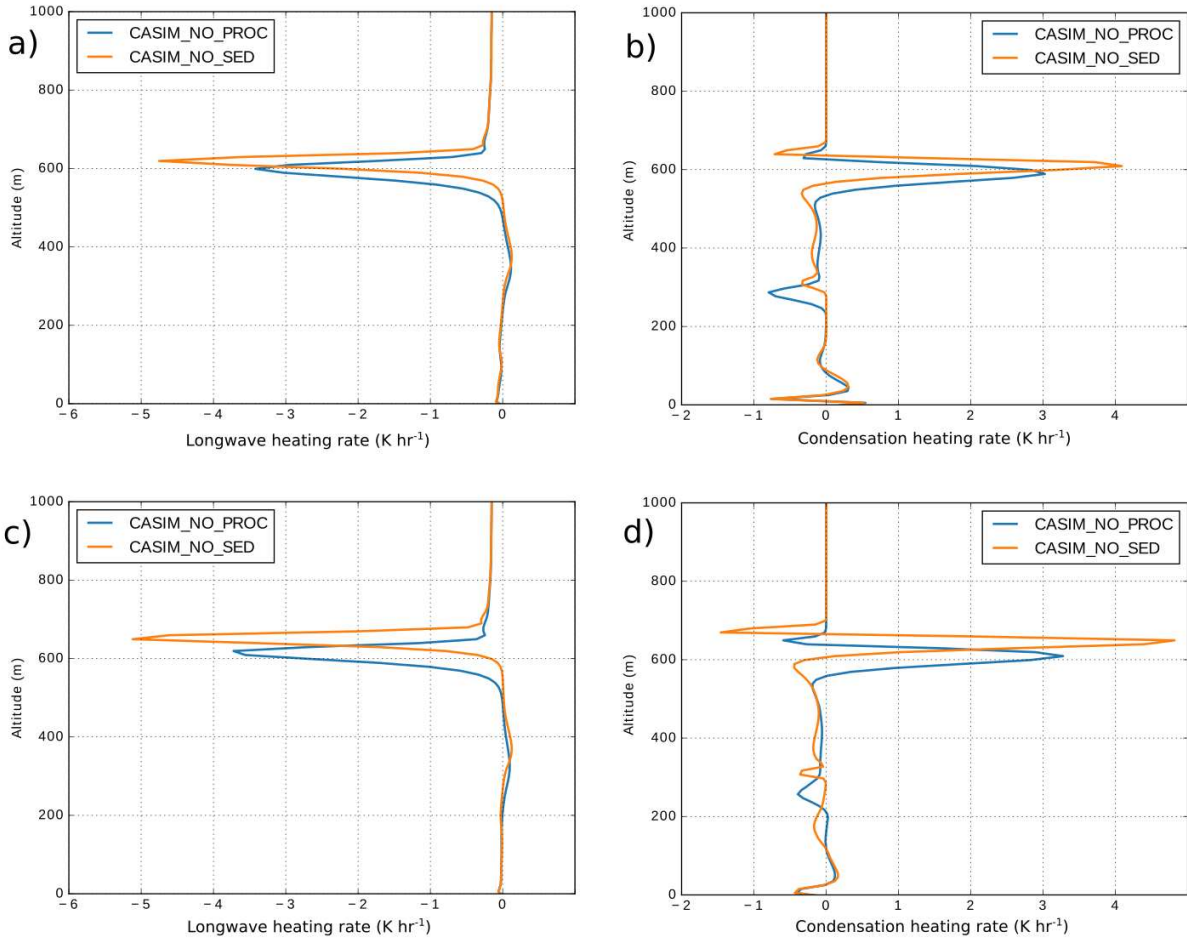 a)
CASIM_NO_PROC
CASIM_NO_SED
1000
800
600
400
200
0
Altitude (m)
−6 −5 −4 −3 −2 −1 0
Longwave heating rate (K hr⁻¹)
b)
CASIM_NO_PROC
CASIM_NO_SED
1000
800
600
400
200
0
Altitude (m)
−2 −1 0 1 2 3 4
Condensation heating rate (K hr⁻¹)
c)
CASIM_NO_PROC
CASIM_NO_SED
1000
800
600
400
200
0
Altitude (m)
−6 −5 −4 −3 −2 −1 0
Longwave heating rate (K hr⁻¹)
d)
CASIM_NO_PROC
CASIM_NO_SED
1000
800
600
400
200
0
Altitude (m)
−2 −1 0 1 2 3 4
Condensation heating rate (K hr⁻¹)